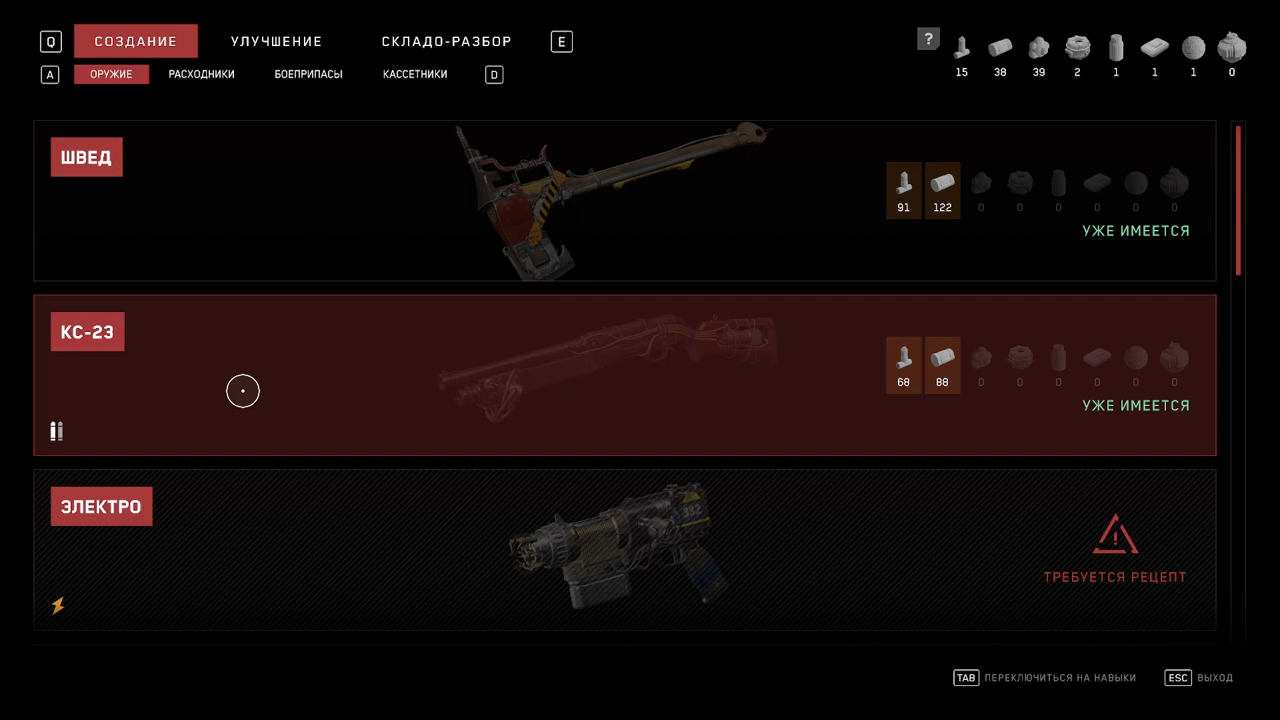 Q СОЗДАНИЕ УЛУЧШЕНИЕ СКЛАДО-РАЗБОР E
A ОРУЖИЕ РАСХОДНИКИ БОЕПРИПАСЫ КАССЕТНИКИ D
?
15 38 39 2 1 1 1 0
ШВЕД
91 122 0 0 0 0 0 0
УЖЕ ИМЕЕТСЯ
КС-23
68 88 0 0 0 0 0 0
УЖЕ ИМЕЕТСЯ
ЭЛЕКТРО
332
ТРЕБУЕТСЯ РЕЦЕПТ
TAB ПЕРЕКЛЮЧИТЬСЯ НА НАВЫКИ ESC ВЫХОД